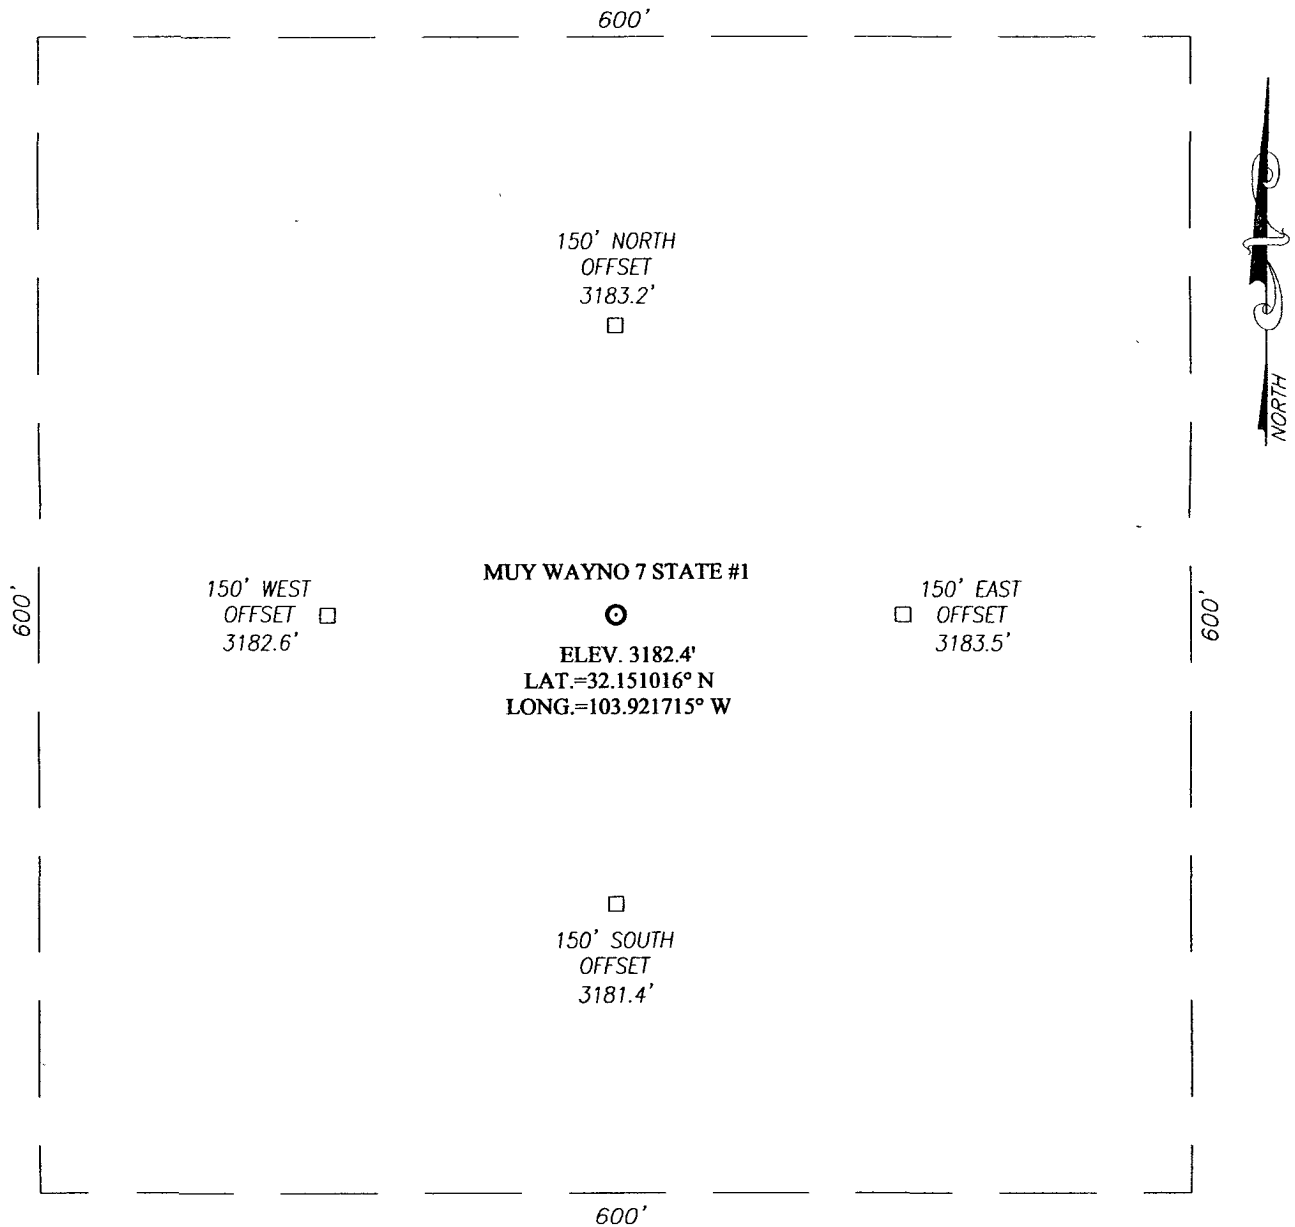 600'
150' NORTH
OFFSET
3183.2'
NORTH
600'
150' WEST
OFFSET
3182.6'
MUY WAYNO 7 STATE #1
ELEV. 3182.4'
LAT.=32.151016° N
LONG.=103.921715° W
150' EAST
OFFSET
3183.5'
600'
150' SOUTH
OFFSET
3181.4'
600'